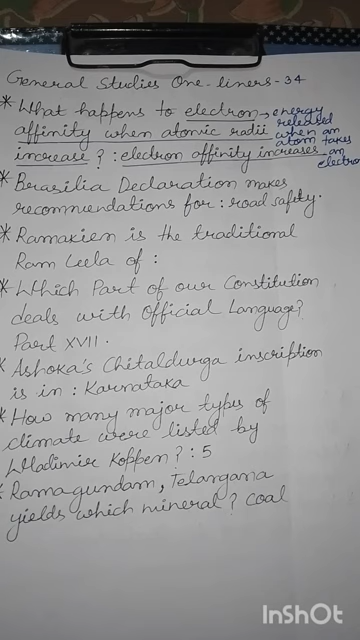 General Studies One-liners-34
* What happens to electron → energy
released
affinity when atomic radii when an
atom takes
increase? : electron affinity increases an
electron
* Brasilia Declaration makes
recommendations for : road safety.
* Ramakien is the traditional
Ram Leela of :
* Which Part of our Constitution
deals with Official Language?
Part XVII.
* Ashoka's Chitaldurga inscription
is in : Karnataka
* How many major types of
climate were listed by
Wladimir Koppen? : 5
* Ramagundam, Telangana
yields which mineral? coal
InShOt